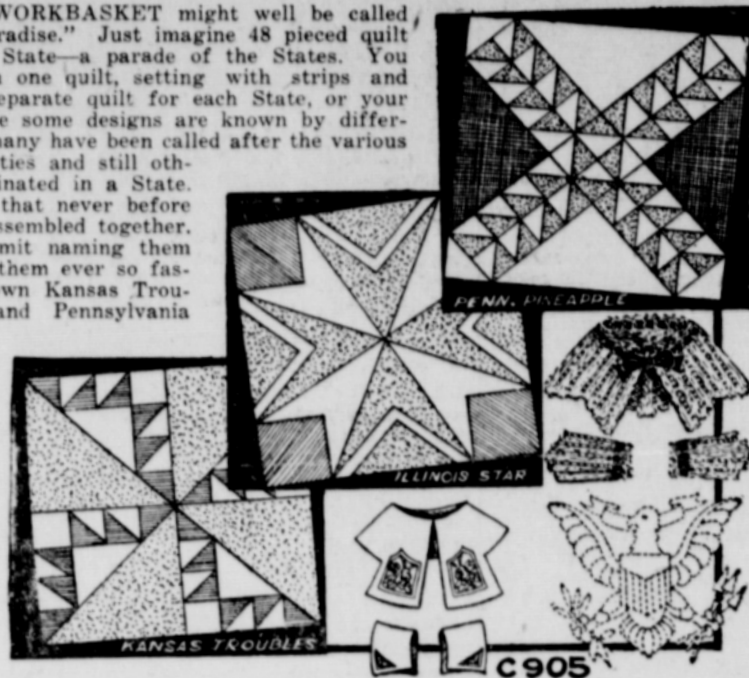 WORKBASKET might well be called
radise." Just imagine 48 pieced quilt
State—a parade of the States. You
one quilt, setting with strips and
eparate quilt for each State, or your
e some designs are known by differ-
many have been called after the various
ties and still oth-
inated in a State.
that never before
ssembled together.
mit naming them
them ever so fas-
wn Kansas Trou-
and Pennsylvania
PENN. PINEAPPLE
ILLINOIS STAR
KANSAS TROUBLES
C905